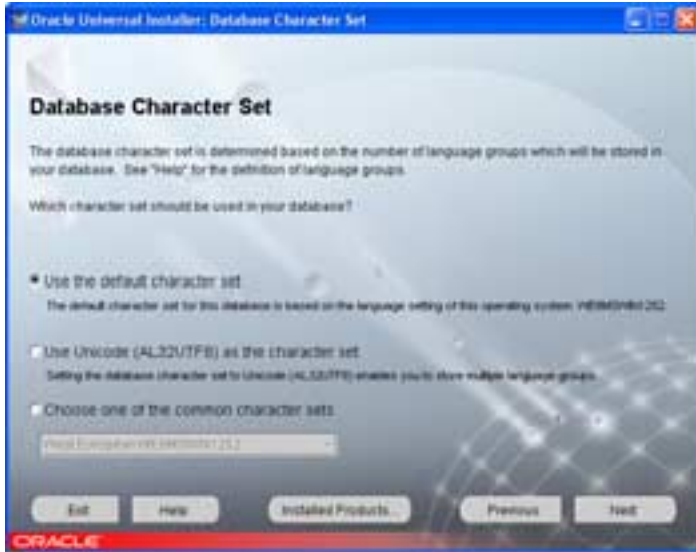 Oracle Universal Installer: Database Character Set
Database Character Set
The database character set is determined based on the number of language groups which will be stored in
your database. See "Help" for the definition of language groups.
Which character set should be used in your database?
Use the default character set
The default character set for this database is based on the language setting of this operating system: WE8MSWIN1252
Use Unicode (AL32UTF8) as the character set
Setting the database character set to Unicode (AL32UTF8) enables you to store multiple language groups.
Choose one of the common character sets
West European WE8MSWIN1252
Exit Help Installed Products... Previous Next
ORACLE